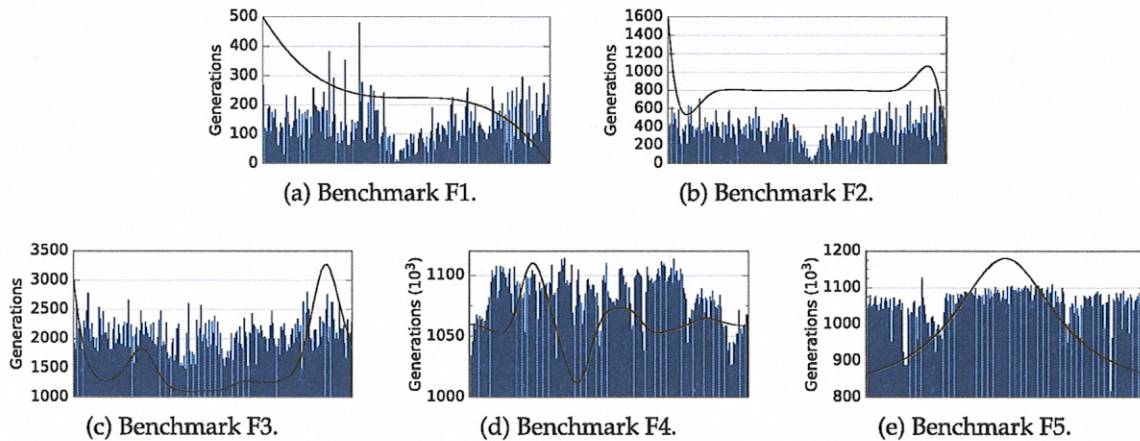 500
400
300
200
100
0
Generations
(a) Benchmark F1.
1600
1400
1200
1000
800
600
400
200
0
Generations
(b) Benchmark F2.
3500
3000
2500
2000
1500
1000
Generations
(c) Benchmark F3.
1100
1050
1000
Generations (10³)
(d) Benchmark F4.
1200
1100
1000
900
800
Generations (10³)
(e) Benchmark F5.